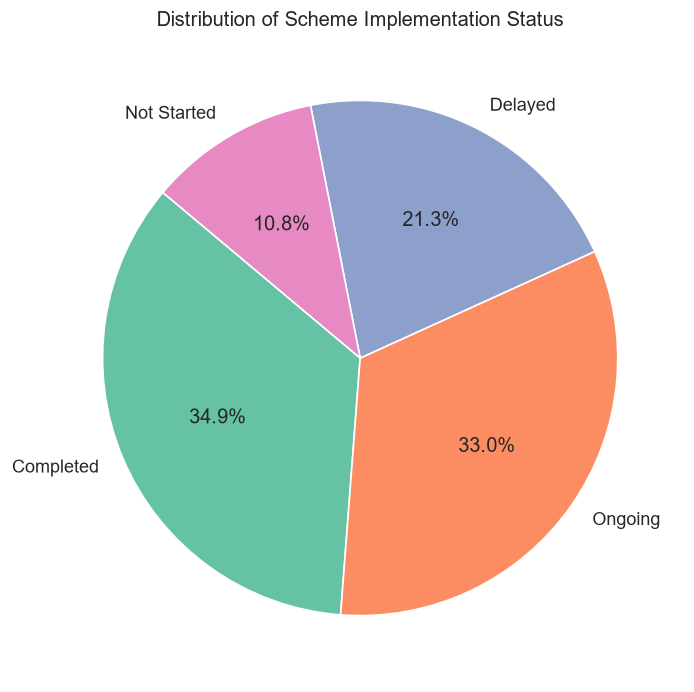 Distribution of Scheme Implementation Status
Delayed
Not Started
21.3%
10.8%
34.9%
33.0%
Completed
Ongoing